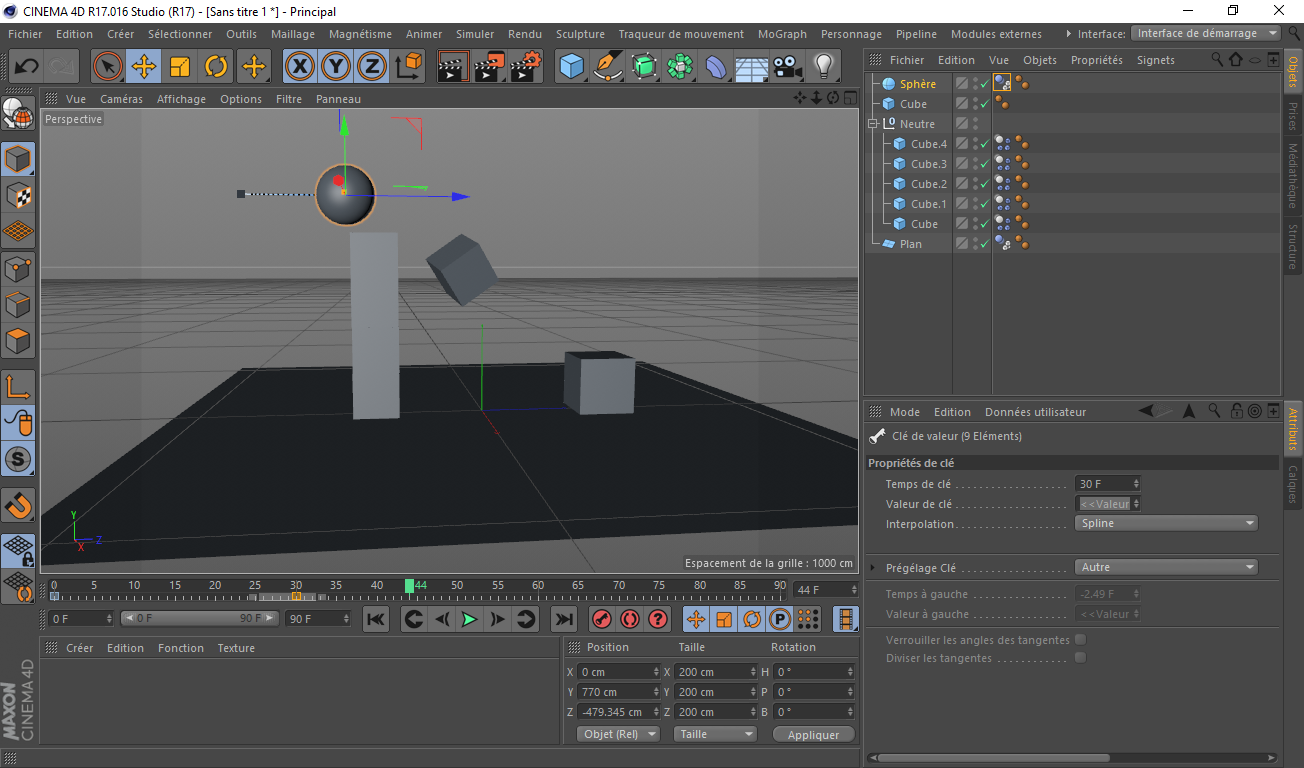 CINEMA 4D R17.016 Studio (R17) - [Sans titre 1 *] - Principal
Fichier Edition Créer Sélectionner Outils Maillage Magnétisme Animer Simuler Rendu Sculpture Traqueur de mouvement MoGraph Personnage Pipeline Modules externes Interface: Interface de démarrage
X Y Z
Vue Caméras Affichage Options Filtre Panneau
Perspective
Y
Z
X
Espacement de la grille : 1000 cm
0 5 10 15 20 25 30 35 40 44 50 55 60 65 70 75 80 85 90
44 F
0 F 0 F 90 F 90 F
P
Créer Edition Fonction Texture
Position Taille Rotation
X 0 cm X 200 cm H 0 °
Y 770 cm Y 200 cm P 0 °
Z -479.345 cm Z 200 cm B 0 °
Objet (Rel) Taille Appliquer
MAXON
CINEMA 4D
Fichier Edition Vue Objets Propriétés Signets
Sphère
Cube
Neutre
Cube.4
Cube.3
Cube.2
Cube.1
Cube
Plan
Objets
Prises
Médiathèque
Structure
Mode Edition Données utilisateur
Clé de valeur (9 Eléments)
Propriétés de clé
Temps de clé . . . . . . . . . . . . . . . . . . 30 F
Valeur de clé . . . . . . . . . . . . . . . . . . <<Valeur
Interpolation . . . . . . . . . . . . . . . . . . Spline
Prégélage Clé . . . . . . . . . . . . . . . . . Autre
Temps à gauche . . . . . . . . . . . . . . . -2.49 F
Valeur à gauche . . . . . . . . . . . . . . . <<Valeur
Verrouiller les angles des tangentes
Diviser les tangentes . . . . . . . . . . . .
Attributs
Calques